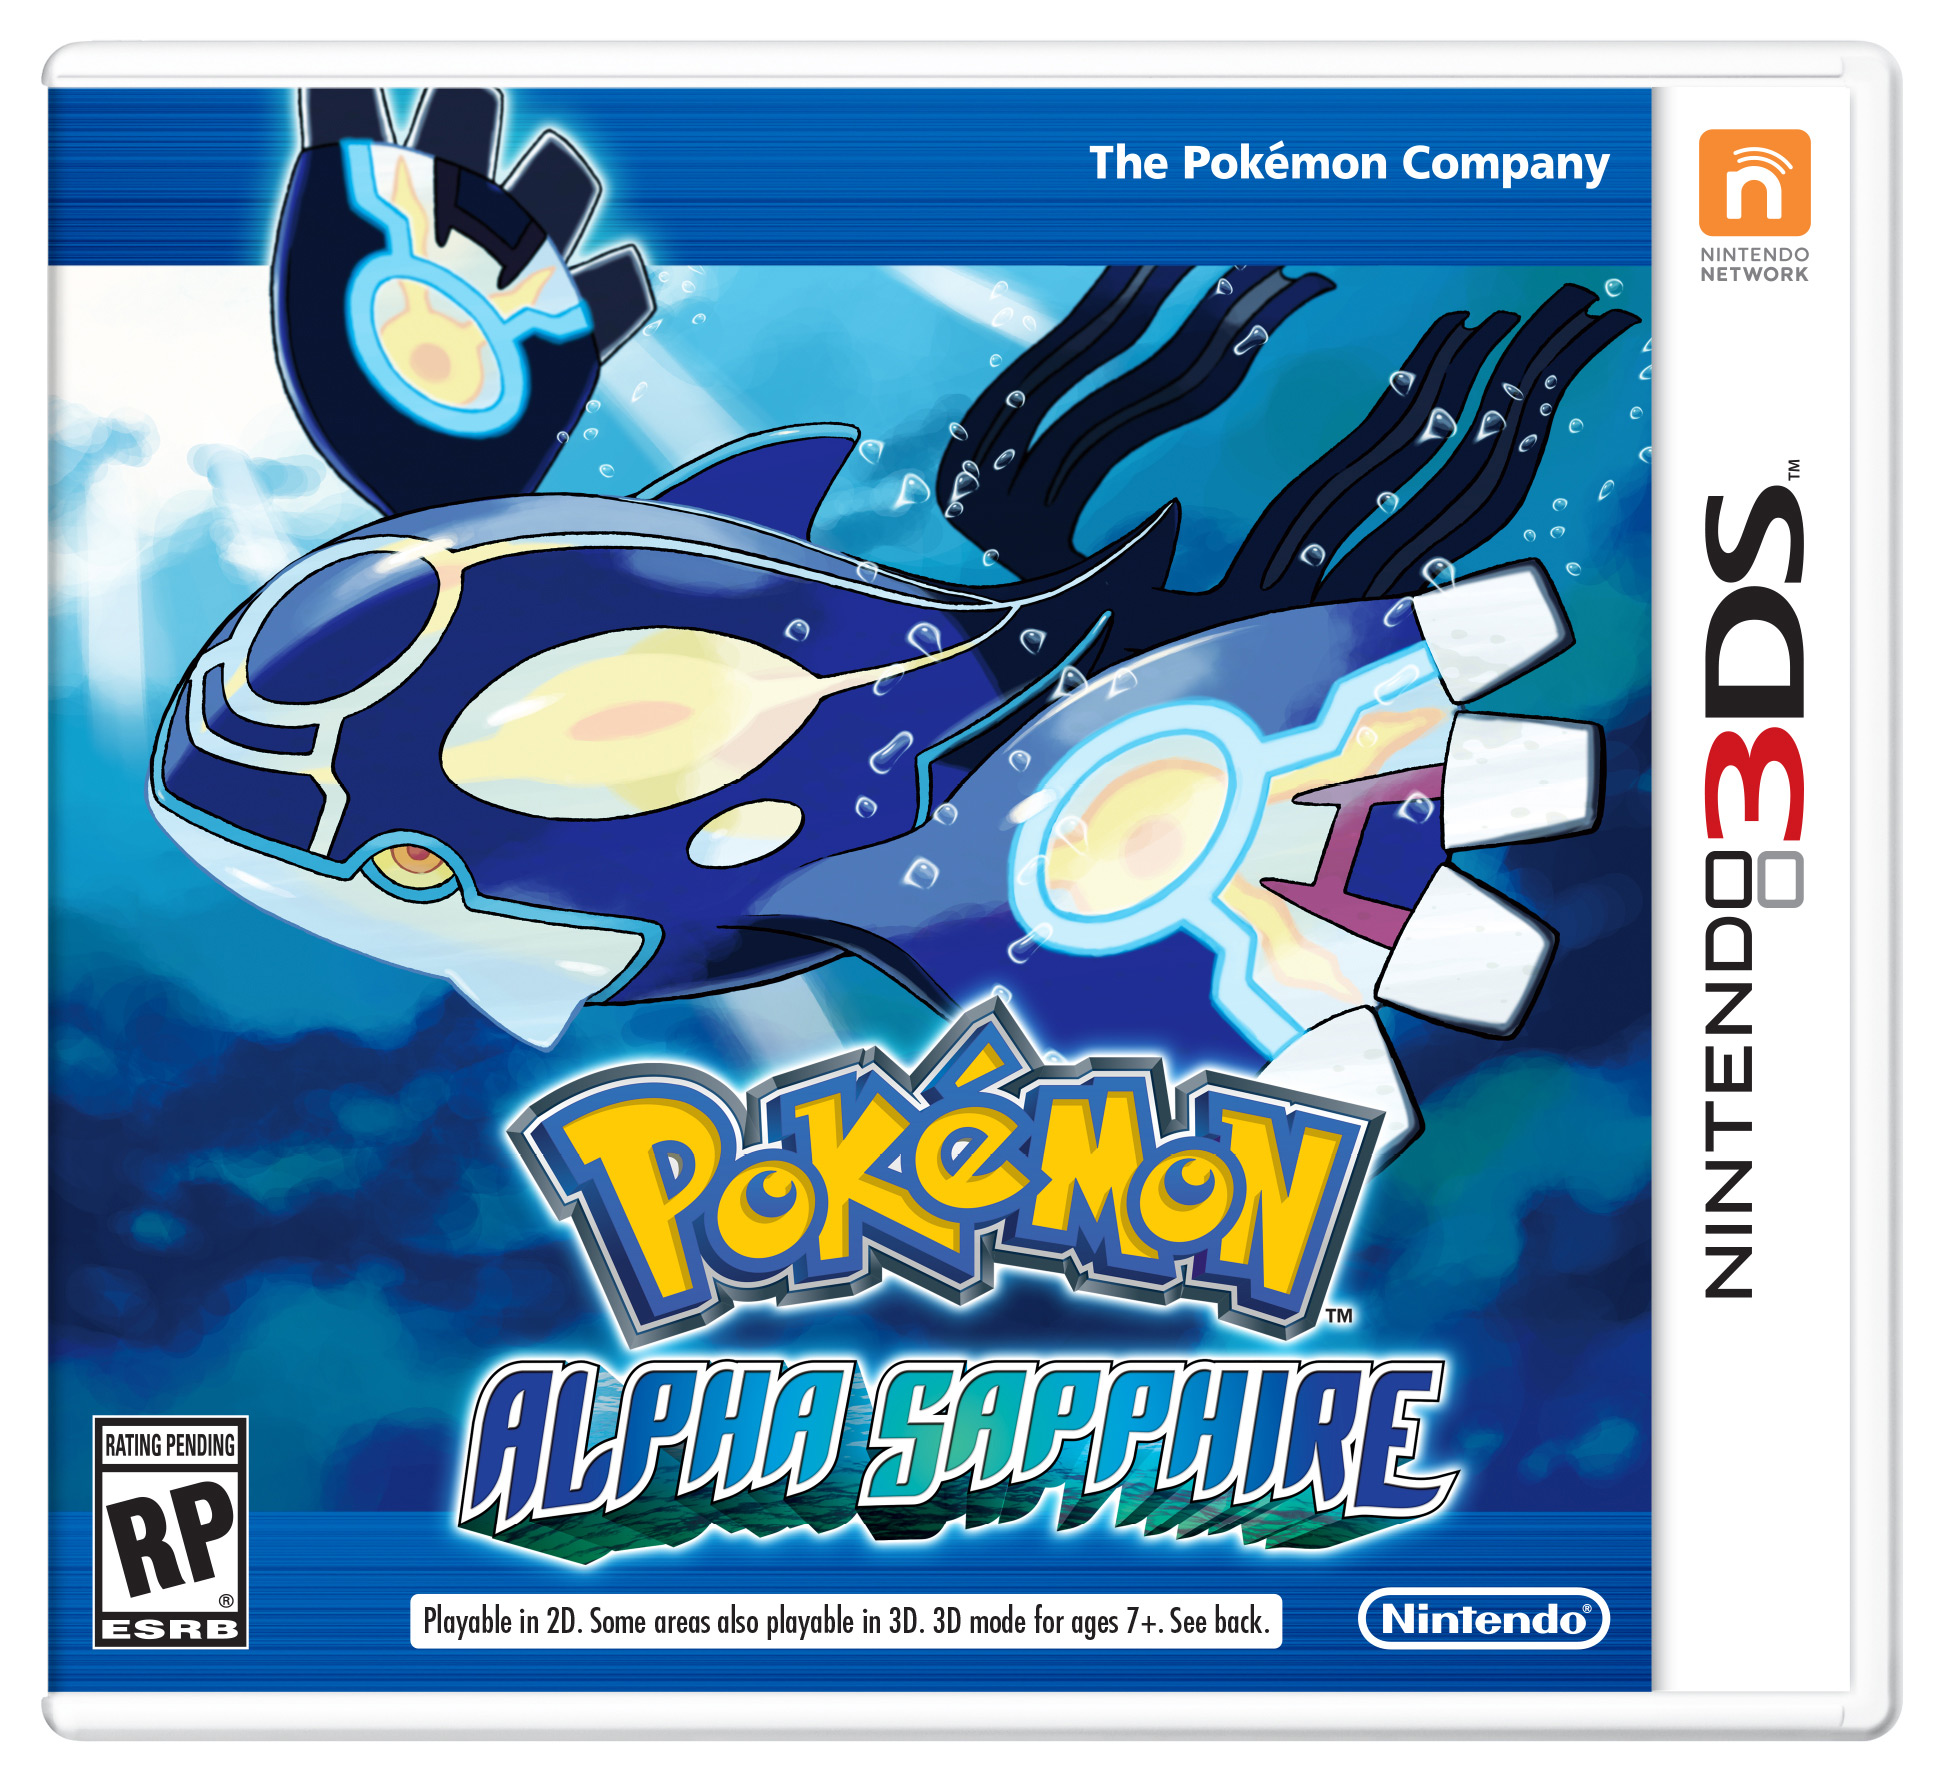 The Pokémon Company
n
NINTENDO
NETWORK
NINTENDO 3DS™
POKéMON™
ALPHA SAPPHIRE
RATING PENDING
RP®
ESRB
Playable in 2D. Some areas also playable in 3D. 3D mode for ages 7+. See back.
Nintendo®